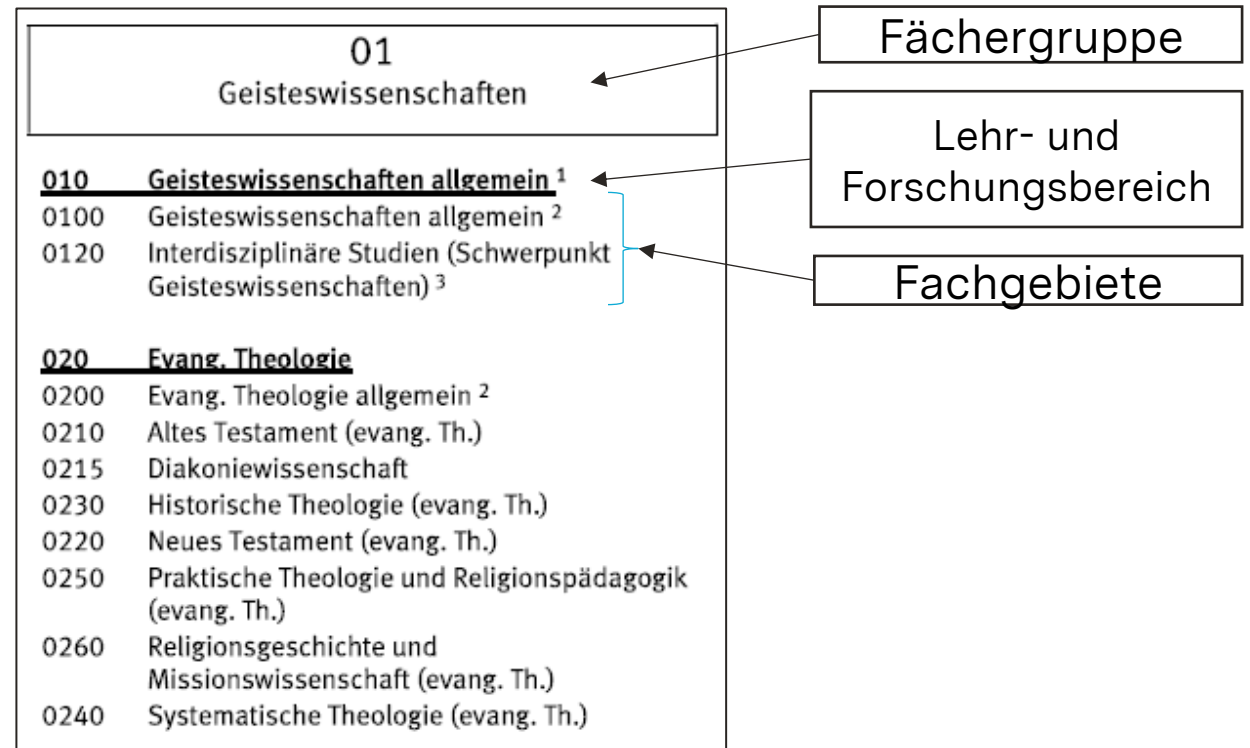 01
Geisteswissenschaften
010 Geisteswissenschaften allgemein 1
0100 Geisteswissenschaften allgemein 2
0120 Interdisziplinäre Studien (Schwerpunkt
Geisteswissenschaften) 3
020 Evang. Theologie
0200 Evang. Theologie allgemein 2
0210 Altes Testament (evang. Th.)
0215 Diakoniewissenschaft
0230 Historische Theologie (evang. Th.)
0220 Neues Testament (evang. Th.)
0250 Praktische Theologie und Religionspädagogik
(evang. Th.)
0260 Religionsgeschichte und
Missionswissenschaft (evang. Th.)
0240 Systematische Theologie (evang. Th.)
Fächergruppe
Lehr- und
Forschungsbereich
Fachgebiete